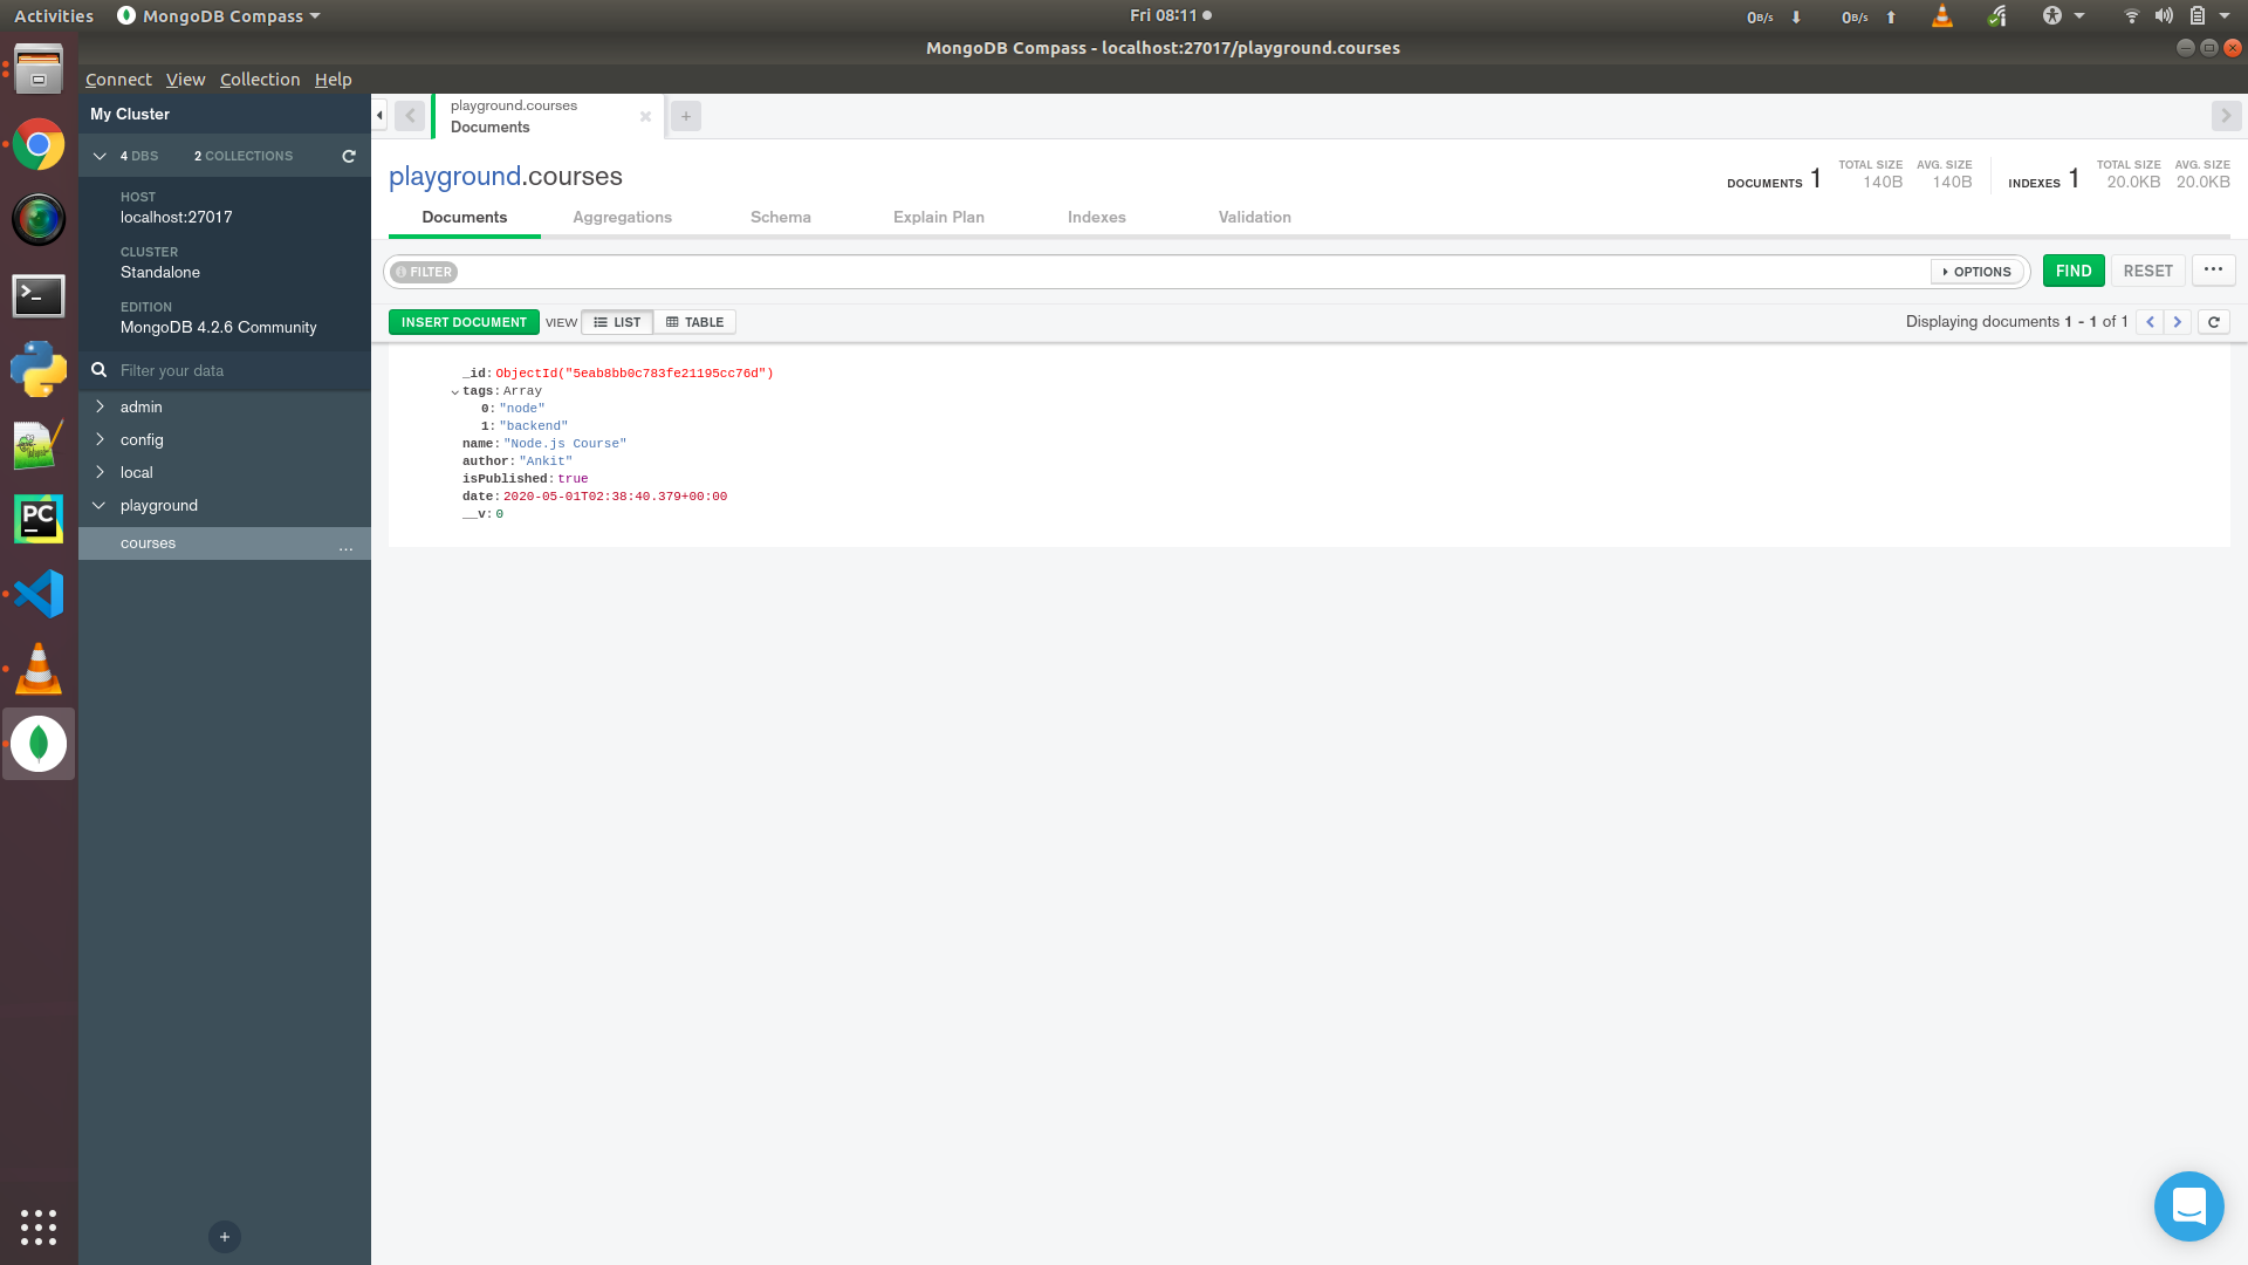 Activities MongoDB Compass Fri 08:11 0B/s 0B/s
MongoDB Compass - localhost:27017/playground.courses
Connect View Collection Help
My Cluster
4 DBS 2 COLLECTIONS
HOST
localhost:27017
CLUSTER
Standalone
EDITION
MongoDB 4.2.6 Community
Filter your data
admin
config
local
playground
courses ...
+
playground.courses
Documents
+
playground.courses
DOCUMENTS 1 TOTAL SIZE 140B AVG. SIZE 140B INDEXES 1 TOTAL SIZE 20.0KB AVG. SIZE 20.0KB
Documents Aggregations Schema Explain Plan Indexes Validation
FILTER OPTIONS FIND RESET ...
INSERT DOCUMENT VIEW LIST TABLE Displaying documents 1 - 1 of 1
_id: ObjectId("5eab8bb0c783fe21195cc76d")
tags: Array
0: "node"
1: "backend"
name: "Node.js Course"
author: "Ankit"
isPublished: true
date: 2020-05-01T02:38:40.379+00:00
__v: 0
PC